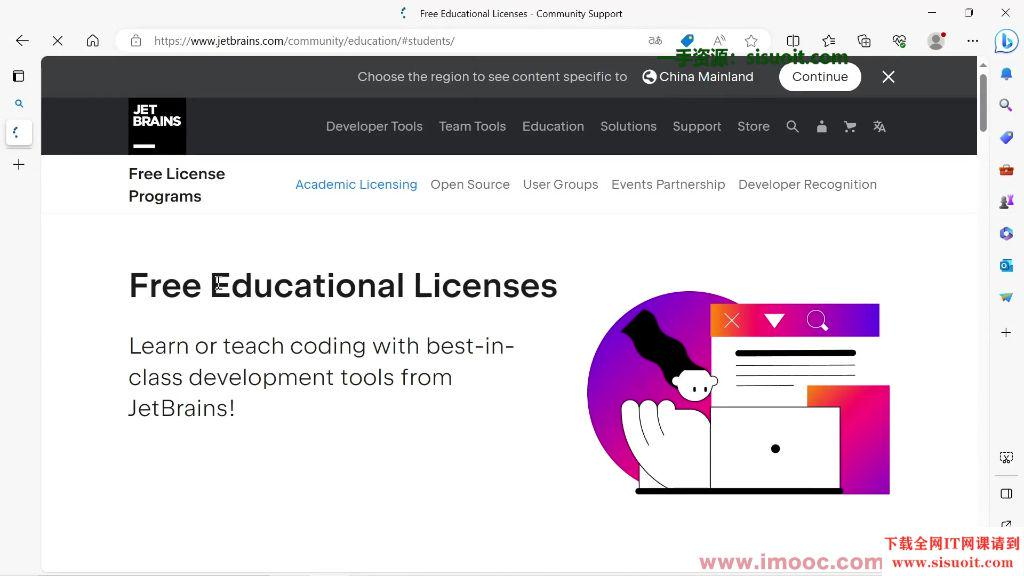 Free Educational Licenses - Community Support
https://www.jetbrains.com/community/education/#students/
一手资源：sisuoit.com
Choose the region to see content specific to
China Mainland
Continue
JET
BRAINS
Developer Tools
Team Tools
Education
Solutions
Support
Store
Free License
Programs
Academic Licensing
Open Source
User Groups
Events Partnership
Developer Recognition
Free Educational Licenses
Learn or teach coding with best-in-
class development tools from
JetBrains!
下载全网IT网课请到
www.imooc.com
www.sisuoit.com